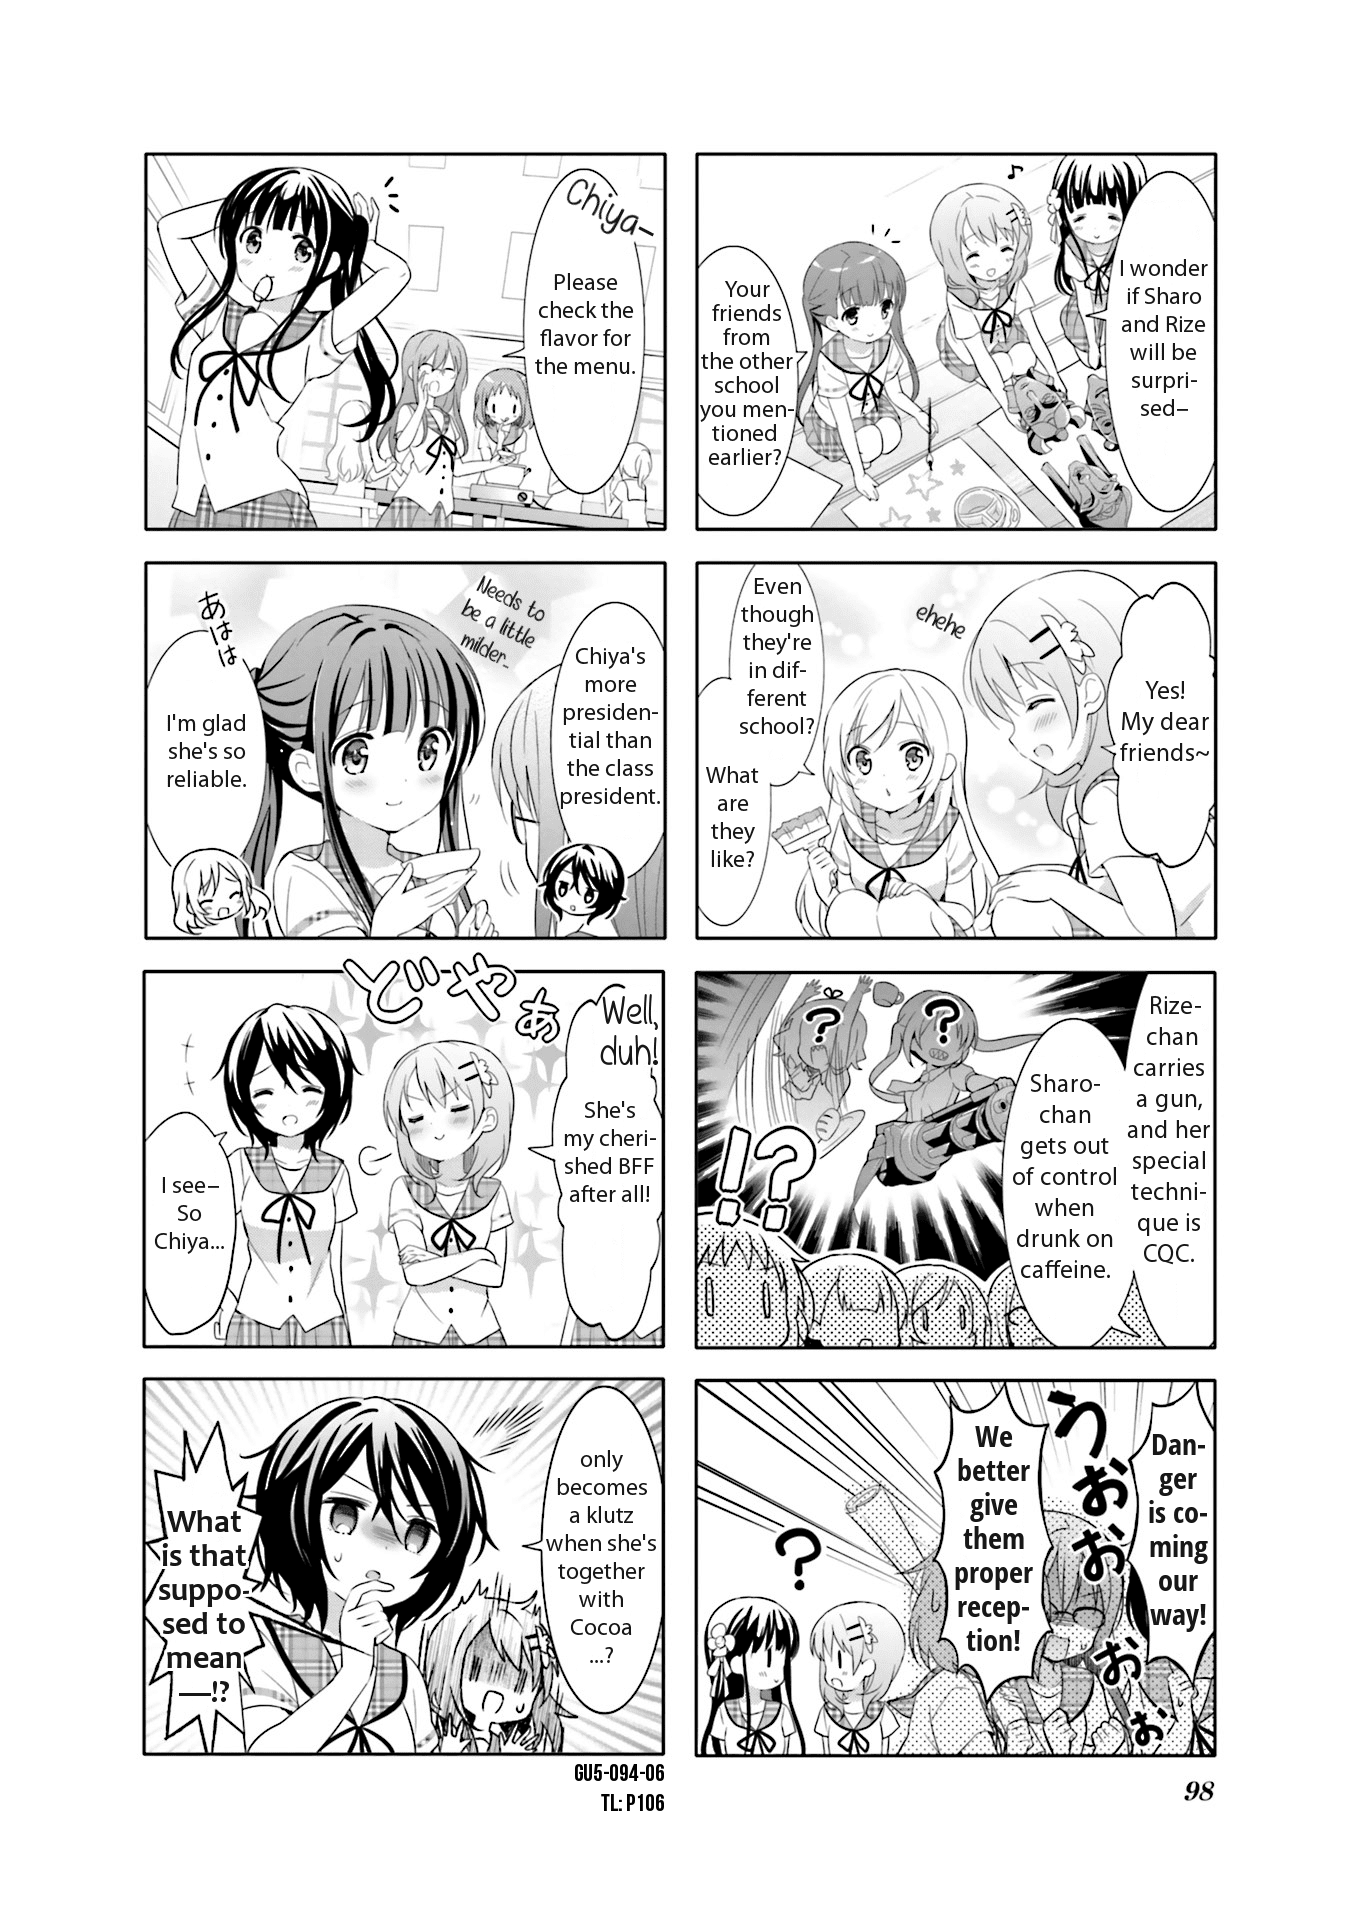 I wonder
if Sharo
and Rize
will be
surpri-
sed–
Your
friends
from
the other
school
you men-
tioned
earlier?
Yes!
My dear
friends~
ehehe
Even
though
they're
in dif-
ferent
school?
What
are
they
like?
Rize-
chan
carries
a gun,
and her
special
techni-
que is
CQC.
Sharo-
chan
gets out
of control
when
drunk on
caffeine.
?
?
!?
Dan-
ger
is co-
ming
our
way!
うおおおぉ
We
better
give
them
proper
recep-
tion!
?
Chiya–
Please
check the
flavor for
the menu.
Chiya's
more
presiden-
tial than
the class
president.
Needs to
be a little
milder...
あはは
I'm glad
she's so
reliable.
どやぁ
Well,
duh!
She's
my cheri-
shed BFF
after all!
I see–
So
Chiya...
only
becomes
a klutz
when she's
together
with
Cocoa
...?
What
is that
suppo-
sed to
mean
—!?
GU5-094-06
TL: P106
98